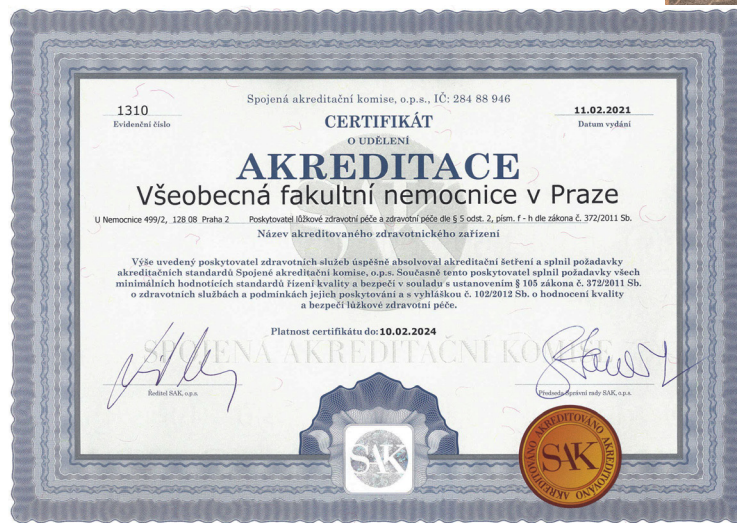 Spojená akreditační komise, o.p.s., IČ: 284 88 946
1310
Evidenční číslo
11.02.2021
Datum vydání
CERTIFIKÁT
O UDĚLENÍ
AKREDITACE
Všeobecná fakultní nemocnice v Praze
U Nemocnice 499/2, 128 08 Praha 2 Poskytovatel lůžkové zdravotní péče a zdravotní péče dle § 5 odst. 2, písm. f - h dle zákona č. 372/2011 Sb.
Název akreditovaného zdravotnického zařízení
Výše uvedený poskytovatel zdravotních služeb úspěšně absolvoval akreditační šetření a splnil požadavky
akreditačních standardů Spojené akreditační komise, o.p.s. Současně tento poskytovatel splnil požadavky všech
minimálních hodnotících standardů řízení kvality a bezpečí v souladu s ustanovením § 105 zákona č. 372/2011 Sb.
o zdravotních službách a podmínkách jejich poskytování a s vyhláškou č. 102/2012 Sb. o hodnocení kvality
a bezpečí lůžkové zdravotní péče.
Platnost certifikátu do: 10.02.2024
SPOJENÁ AKREDITAČNÍ KOMISE
Ředitel SAK, o.p.s.
Předseda Správní rady SAK, o.p.s.
SAK
AKREDITOVÁNO AKREDITOVÁNO AKREDITOVÁNO
SAK